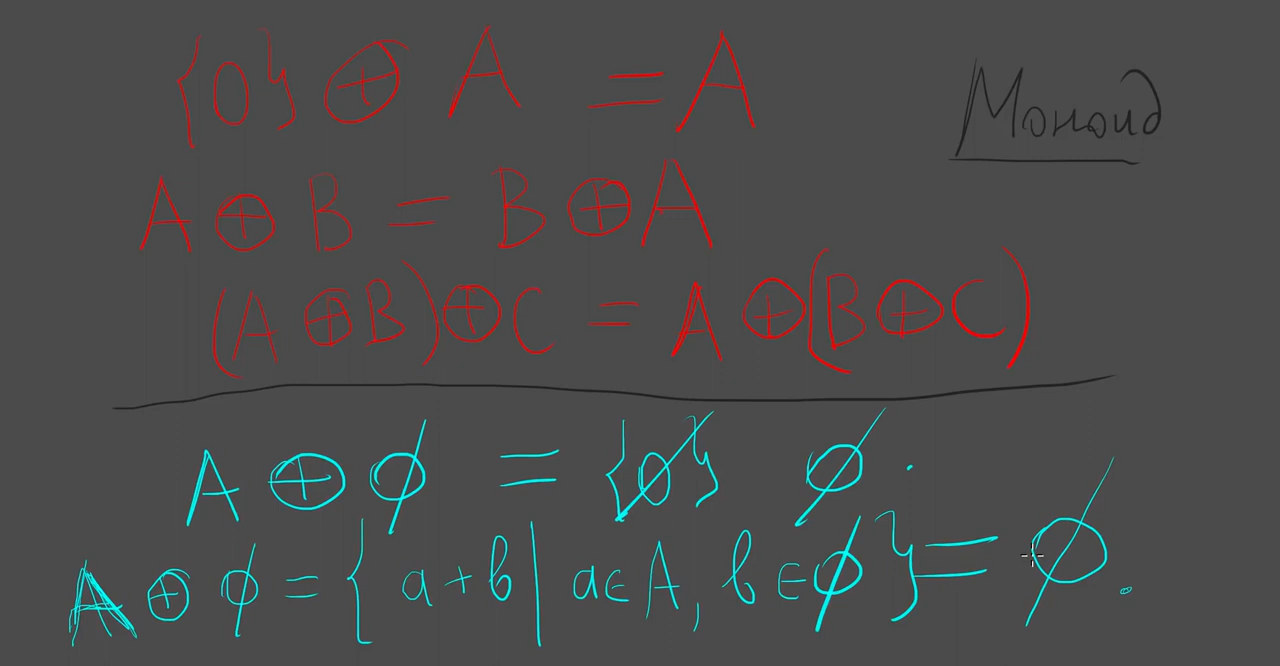 {0} ⊕ A = A
Моноид
A ⊕ B = B ⊕ A
(A ⊕ B) ⊕ C = A ⊕ (B ⊕ C)
A ⊕ ∅ = {0} ∅.
A ⊕ ∅ = { a + b | a ∈ A, b ∈ ∅ } = ∅.